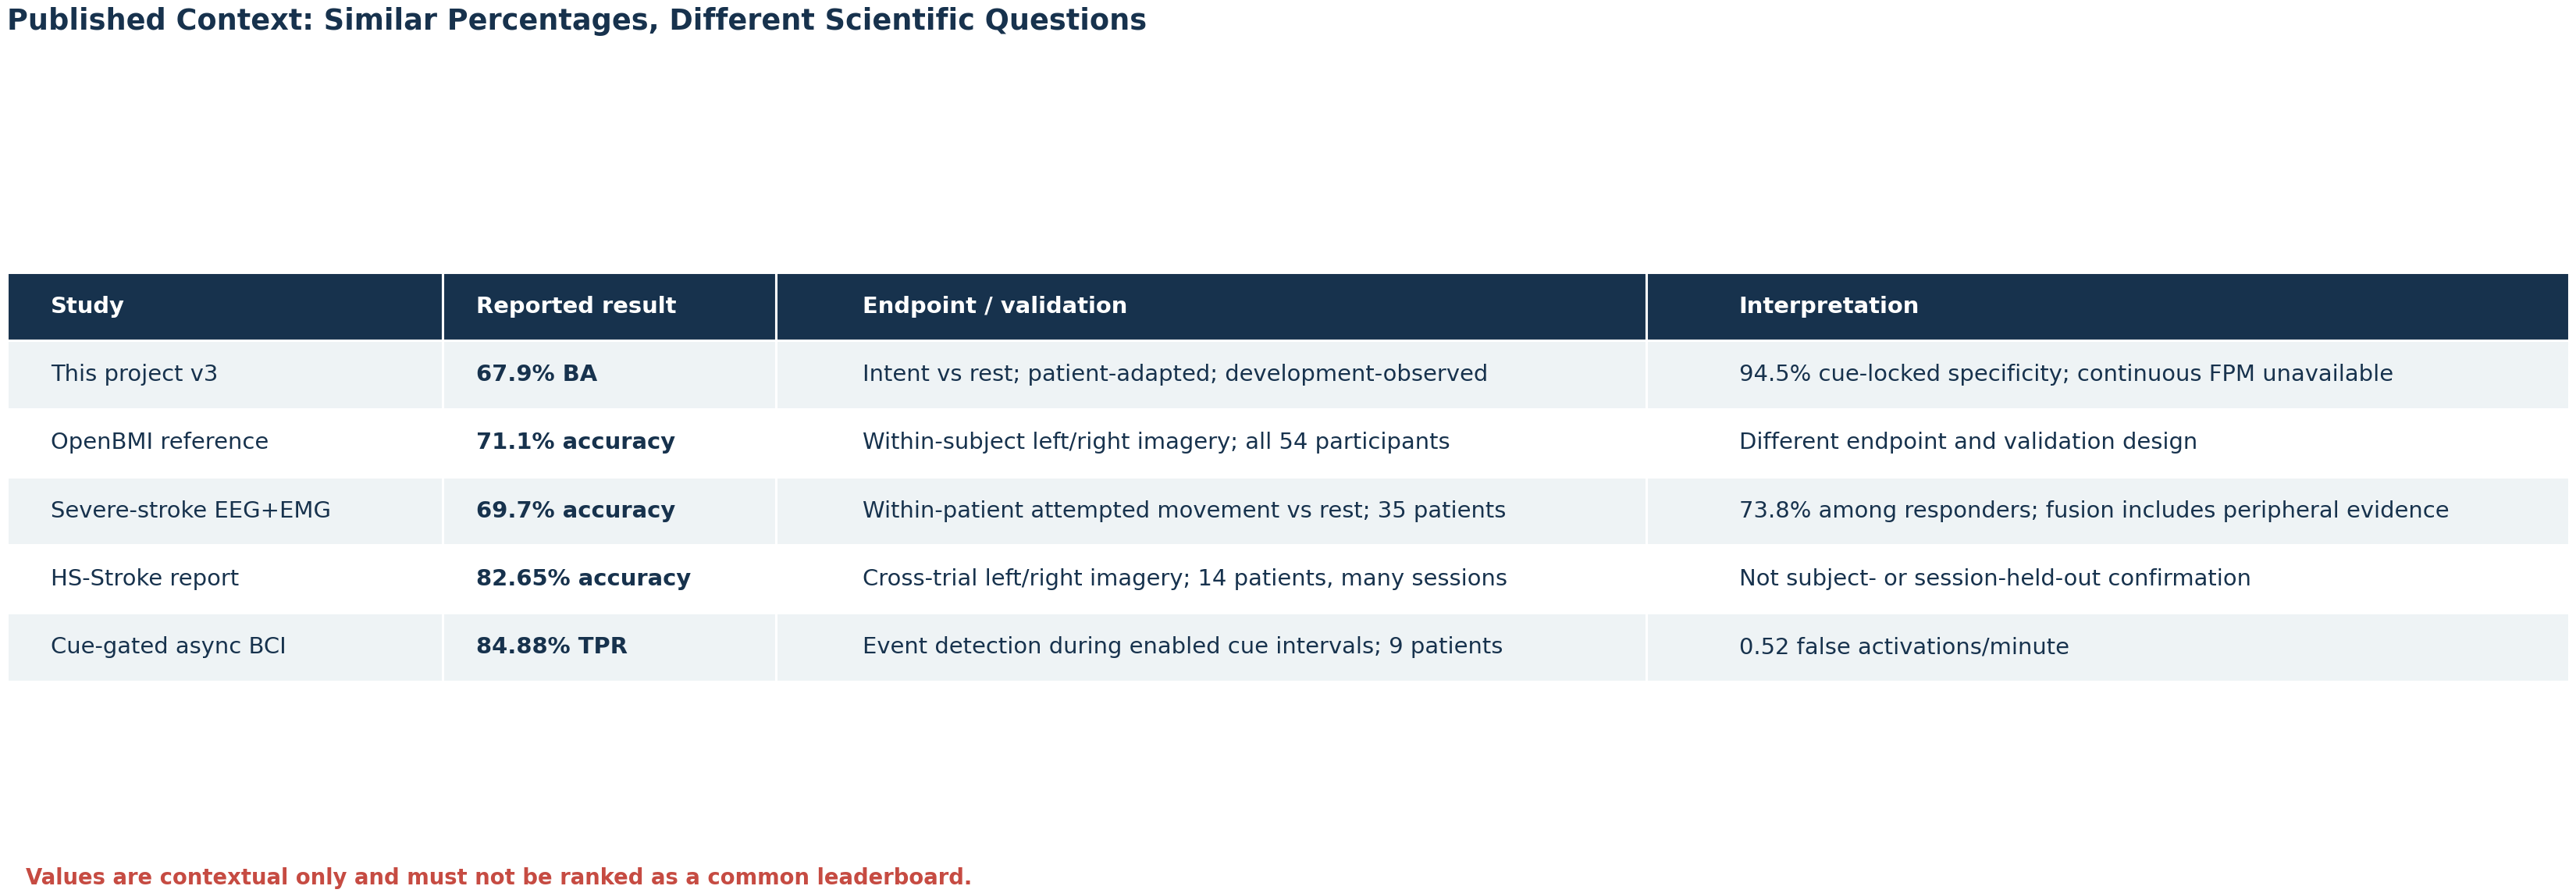 Published Context: Similar Percentages, Different Scientific Questions
Study Reported result Endpoint / validation Interpretation
This project v3 67.9% BA Intent vs rest; patient-adapted; development-observed 94.5% cue-locked specificity; continuous FPM unavailable
OpenBMI reference 71.1% accuracy Within-subject left/right imagery; all 54 participants Different endpoint and validation design
Severe-stroke EEG+EMG 69.7% accuracy Within-patient attempted movement vs rest; 35 patients 73.8% among responders; fusion includes peripheral evidence
HS-Stroke report 82.65% accuracy Cross-trial left/right imagery; 14 patients, many sessions Not subject- or session-held-out confirmation
Cue-gated async BCI 84.88% TPR Event detection during enabled cue intervals; 9 patients 0.52 false activations/minute
Values are contextual only and must not be ranked as a common leaderboard.